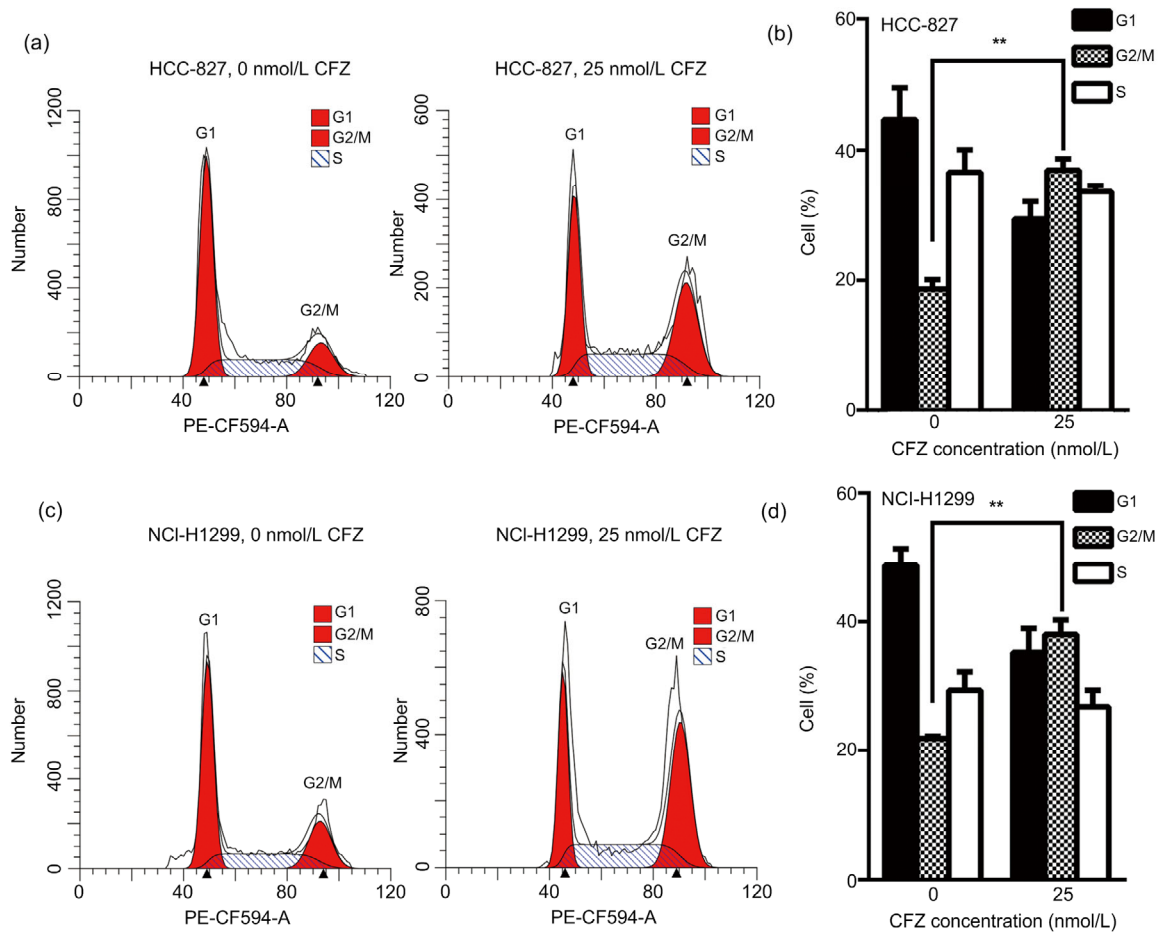 (a)
HCC-827, 0 nmol/L CFZ
1200
800
400
0
Number
G1
G2/M
G1
G2/M
S
40
80
120
PE-CF594-A
HCC-827, 25 nmol/L CFZ
600
400
200
0
Number
G1
G2/M
G1
G2/M
S
0
40
80
120
PE-CF594-A
(b)
HCC-827
60
40
20
0
Cell (%)
**
G1
G2/M
S
0
25
CFZ concentration (nmol/L)
(c)
NCI-H1299, 0 nmol/L CFZ
1200
800
400
0
Number
G1
G2/M
G1
G2/M
S
0
40
80
120
PE-CF594-A
NCI-H1299, 25 nmol/L CFZ
800
400
0
Number
G1
G2/M
G1
G2/M
S
0
40
80
120
PE-CF594-A
(d)
NCI-H1299
60
40
20
0
Cell (%)
**
G1
G2/M
S
0
25
CFZ concentration (nmol/L)